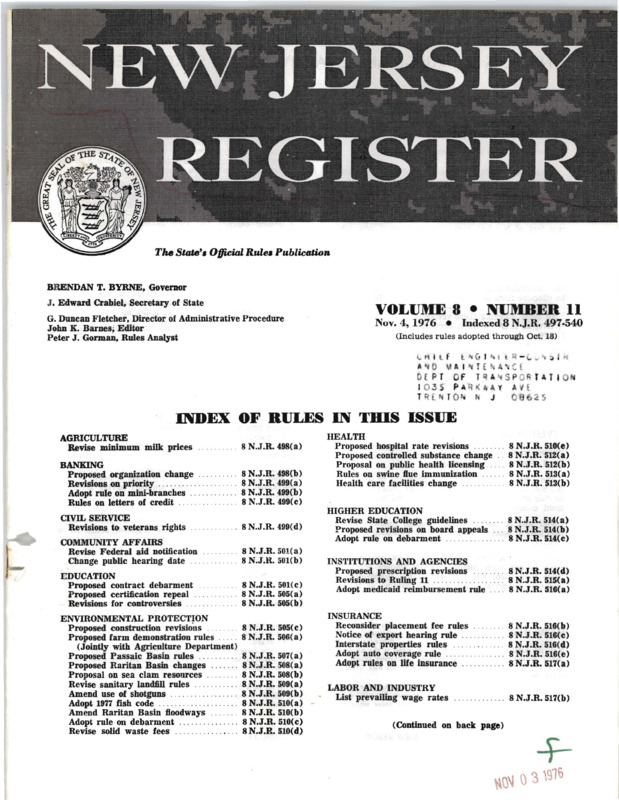 NEW JERSEY
REGISTER
THE GREAT SEAL OF THE STATE OF NEW JERSEY
The State's Official Rules Publication
BRENDAN T. BYRNE, Governor
J. Edward Crabiel, Secretary of State
G. Duncan Fletcher, Director of Administrative Procedure
John K. Barnes, Editor
Peter J. Gorman, Rules Analyst
VOLUME 8 • NUMBER 11
Nov. 4, 1976 • Indexed 8 N.J.R. 497-540
(Includes rules adopted through Oct. 18)
CHIEF ENGINEER-CONSTR
AND MAINTENANCE
DEPT OF TRANSPORTATION
1035 PARKWAY AVE
TRENTON N J 08625
INDEX OF RULES IN THIS ISSUE
AGRICULTURE
Revise minimum milk prices .......... 8 N.J.R. 498(a)
BANKING
Proposed organization change .......... 8 N.J.R. 498(b)
Revisions on priority .......... 8 N.J.R. 499(a)
Adopt rule on mini-branches .......... 8 N.J.R. 499(b)
Rules on letters of credit .......... 8 N.J.R. 499(c)
CIVIL SERVICE
Revisions to veterans rights .......... 8 N.J.R. 499(d)
COMMUNITY AFFAIRS
Revise Federal aid notification .......... 8 N.J.R. 501(a)
Change public hearing date .......... 8 N.J.R. 501(b)
EDUCATION
Proposed contract debarment .......... 8 N.J.R. 501(c)
Proposed certification repeal .......... 8 N.J.R. 505(a)
Revisions for controversies .......... 8 N.J.R. 505(b)
ENVIRONMENTAL PROTECTION
Proposed construction revisions .......... 8 N.J.R. 505(c)
Proposed farm demonstration rules ...... 8 N.J.R. 506(a)
(Jointly with Agriculture Department)
Proposed Passaic Basin rules .......... 8 N.J.R. 507(a)
Proposed Raritan Basin changes ........ 8 N.J.R. 508(a)
Proposal on sea clam resources ........ 8 N.J.R. 508(b)
Revise sanitary landfill rules .......... 8 N.J.R. 509(a)
Amend use of shotguns .......... 8 N.J.R. 509(b)
Adopt 1977 fish code .......... 8 N.J.R. 510(a)
Amend Raritan Basin floodways ........ 8 N.J.R. 510(b)
Adopt rule on debarment .......... 8 N.J.R. 510(c)
Revise solid waste fees .......... 8 N.J.R. 510(d)
HEALTH
Proposed hospital rate revisions ........ 8 N.J.R. 510(e)
Proposed controlled substance change .. 8 N.J.R. 512(a)
Proposal on public health licensing .... 8 N.J.R. 512(b)
Rules on swine flue immunization ...... 8 N.J.R. 513(a)
Health care facilities change .......... 8 N.J.R. 513(b)
HIGHER EDUCATION
Revise State College guidelines ........ 8 N.J.R. 514(a)
Proposed revisions on board appeals ... 8 N.J.R. 514(b)
Adopt rule on debarment .......... 8 N.J.R. 514(c)
INSTITUTIONS AND AGENCIES
Proposed prescription revisions ........ 8 N.J.R. 514(d)
Revisions to Ruling 11 .......... 8 N.J.R. 515(a)
Adopt medicaid reimbursement rule .... 8 N.J.R. 516(a)
INSURANCE
Reconsider placement fee rules ........ 8 N.J.R. 516(b)
Notice of export hearing rule .......... 8 N.J.R. 516(c)
Interstate properties rules .......... 8 N.J.R. 516(d)
Adopt auto coverage rule .......... 8 N.J.R. 516(e)
Adopt rules on life insurance .......... 8 N.J.R. 517(a)
LABOR AND INDUSTRY
List prevailing wage rates .......... 8 N.J.R. 517(b)
(Continued on back page)
NOV 03 1976